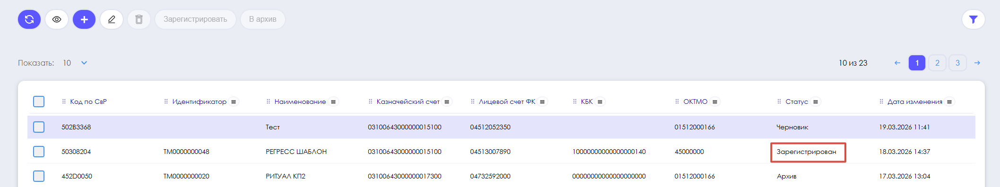 Зарегистрировать В архив
Показать: 10 10 из 23 1 2 3
Код по СвР Идентификатор Наименование Казначейский счет Лицевой счет ФК КБК ОКТМО Статус Дата изменения
502B3368 Тест 03100643000000015100 04512052350 01512000166 Черновик 19.03.2026 11:41
50308204 TM0000000048 РЕГРЕСС ШАБЛОН 03100643000000015100 04513007890 10000000000000000140 45000000 Зарегистрирован 18.03.2026 14:37
452D0050 TM0000000020 РИТУАЛ КП2 03100643000000017300 04732592000 00000000000000000000 01512000166 Архив 17.03.2026 13:04